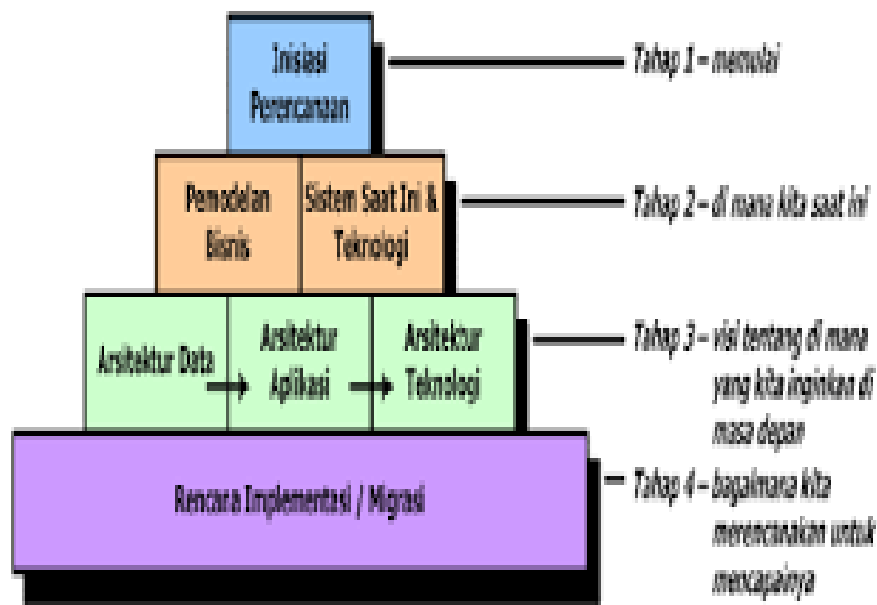 Inisiasi
Perencanaan
Tahap 1 – memulai
Pemodelan
Bisnis
Sistem Saat Ini &
Teknologi
Tahap 2 – di mana kita saat ini
Arsitektur Data
Arsitektur
Aplikasi
Arsitektur
Teknologi
Tahap 3 – visi tentang di mana
yang kita inginkan di
masa depan
Rencana Implementasi / Migrasi
Tahap 4 – bagaimana kita
merencanakan untuk
mencapainya